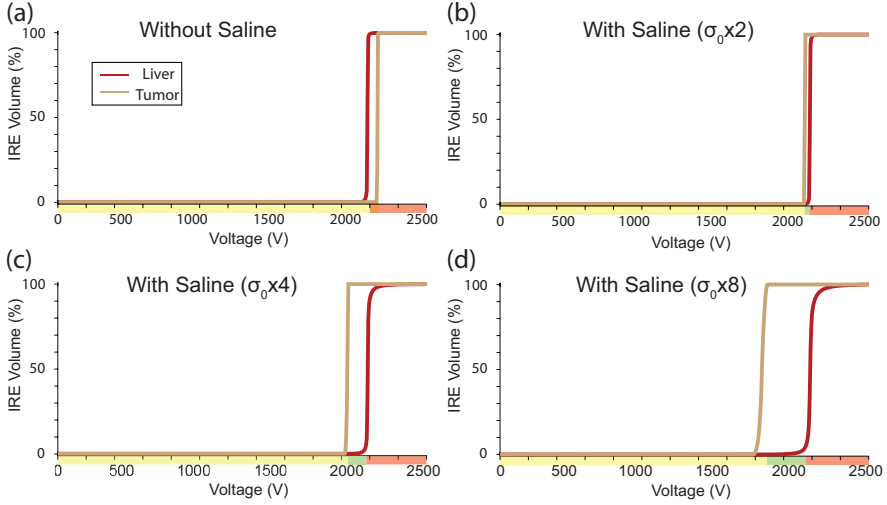 (a)
Without Saline
IRE Volume (%)
100
50
0
Liver
Tumor
0 500 1000 1500 2000 2500
Voltage (V)
(b)
With Saline (σ₀x2)
IRE Volume (%)
100
50
0
0 500 1000 1500 2000 2500
Voltage (V)
(c)
With Saline (σ₀x4)
IRE Volume (%)
100
50
0
0 500 1000 1500 2000 2500
Voltage (V)
(d)
With Saline (σ₀x8)
IRE Volume (%)
100
50
0
0 500 1000 1500 2000 2500
Voltage (V)